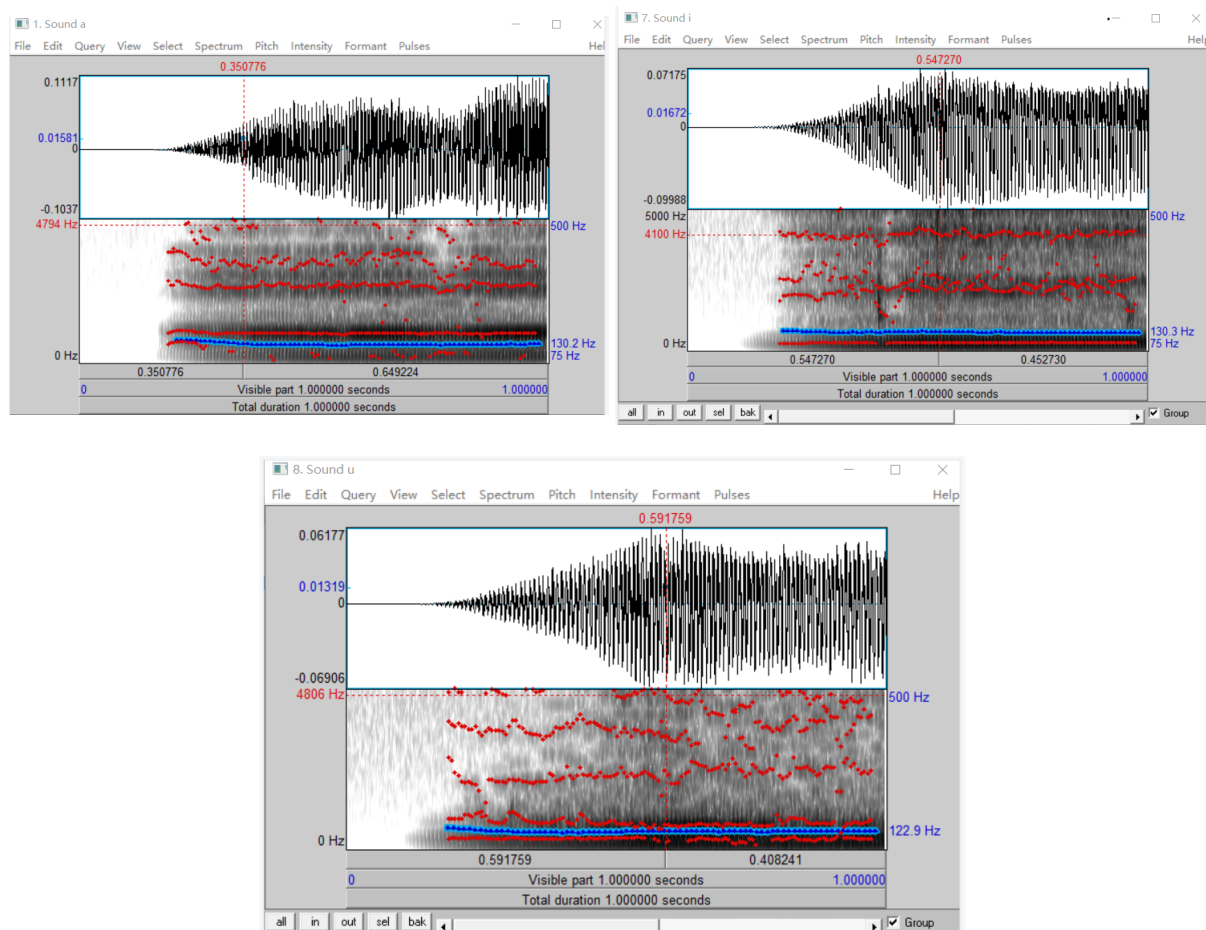 1. Sound a
File Edit Query View Select Spectrum Pitch Intensity Formant Pulses Hel
0.350776
0.1117
0.01581
0
-0.1037
4794 Hz
500 Hz
0 Hz
130.2 Hz
75 Hz
0.350776 0.649224
0 Visible part 1.000000 seconds 1.000000
Total duration 1.000000 seconds
7. Sound i
File Edit Query View Select Spectrum Pitch Intensity Formant Pulses Help
0.547270
0.07175
0.01672
0
-0.09988
5000 Hz 500 Hz
4100 Hz
130.3 Hz
0 Hz 75 Hz
0.547270 0.452730
0 Visible part 1.000000 seconds 1.000000
Total duration 1.000000 seconds
all in out sel bak Group
8. Sound u
File Edit Query View Select Spectrum Pitch Intensity Formant Pulses Help
0.591759
0.06177
0.01319
0
-0.06906
4806 Hz 500 Hz
122.9 Hz
0 Hz
0.591759 0.408241
0 Visible part 1.000000 seconds 1.000000
Total duration 1.000000 seconds
all in out sel bak Group